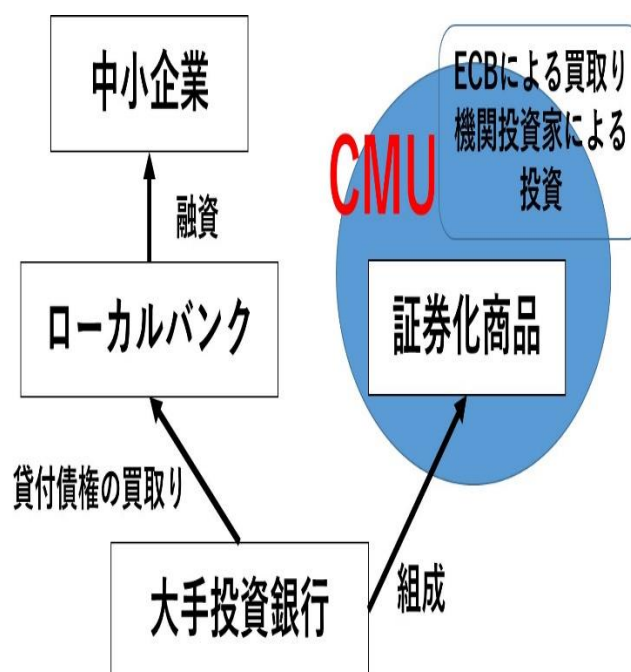 中小企業
ECBによる買取り
機関投資家による
投資
CMU
融資
ローカルバンク
証券化商品
貸付債権の買取り
大手投資銀行
組成